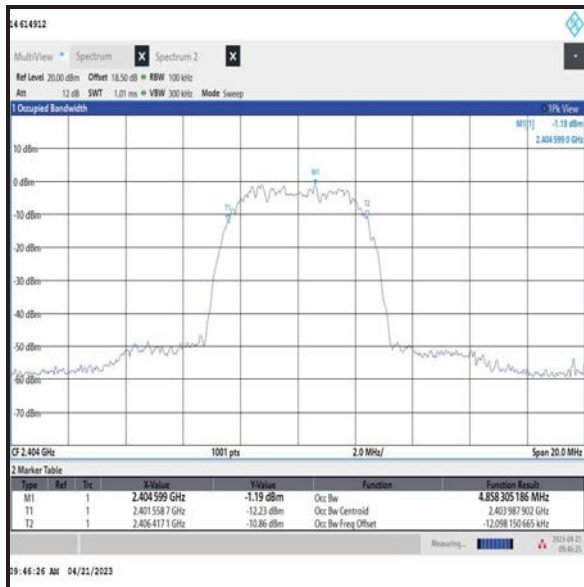 14 614912
MultiView Spectrum X Spectrum 2 X
Ref Level 20.00 dBm Offset 18.50 dB RBW 100 kHz
Att 12 dB SWT 1.01 ms VBW 300 kHz Mode Sweep
1 Occupied Bandwidth 1Pk View
M1[1] -1.19 dBm
2.404 599 0 GHz
10 dBm
M1
0 dBm
T1 T2
-10 dBm
-20 dBm
-30 dBm
-40 dBm
-50 dBm
-60 dBm
-70 dBm
CF 2.404 GHz 1001 pts 2.0 MHz/ Span 20.0 MHz
2 Marker Table
Type Ref Trc X-Value Y-Value Function Function Result
M1 1 2.404 599 GHz -1.19 dBm Occ Bw 4.858 305 186 MHz
T1 1 2.401 558 7 GHz -12.23 dBm Occ Bw Centroid 2.403 987 902 GHz
T2 1 2.406 417 1 GHz -10.86 dBm Occ Bw Freq Offset -12.098 150 665 kHz
Measuring... 2023-04-21
09:46:25
09:46:26 AM 04/21/2023